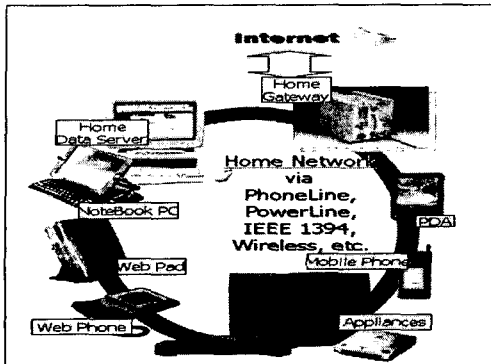 Internet
Home
Gateway
Home
Data Server
Home Network
via
PhoneLine,
PowerLine,
IEEE 1394,
Wireless, etc.
NoteBook PC
PDA
Web Pad
Mobile Phone
Web Phone
Appliances